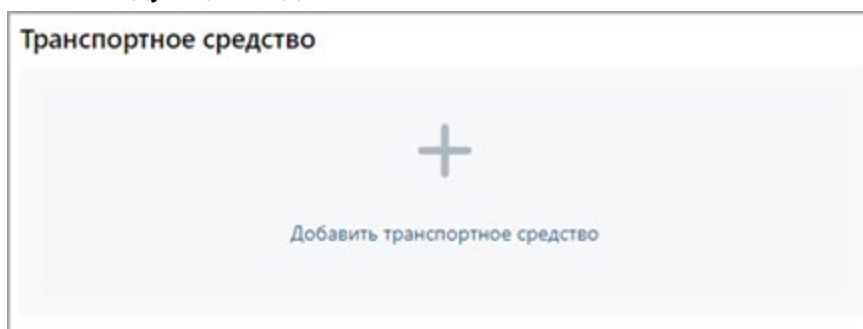 Транспортное средство
Добавить транспортное средство